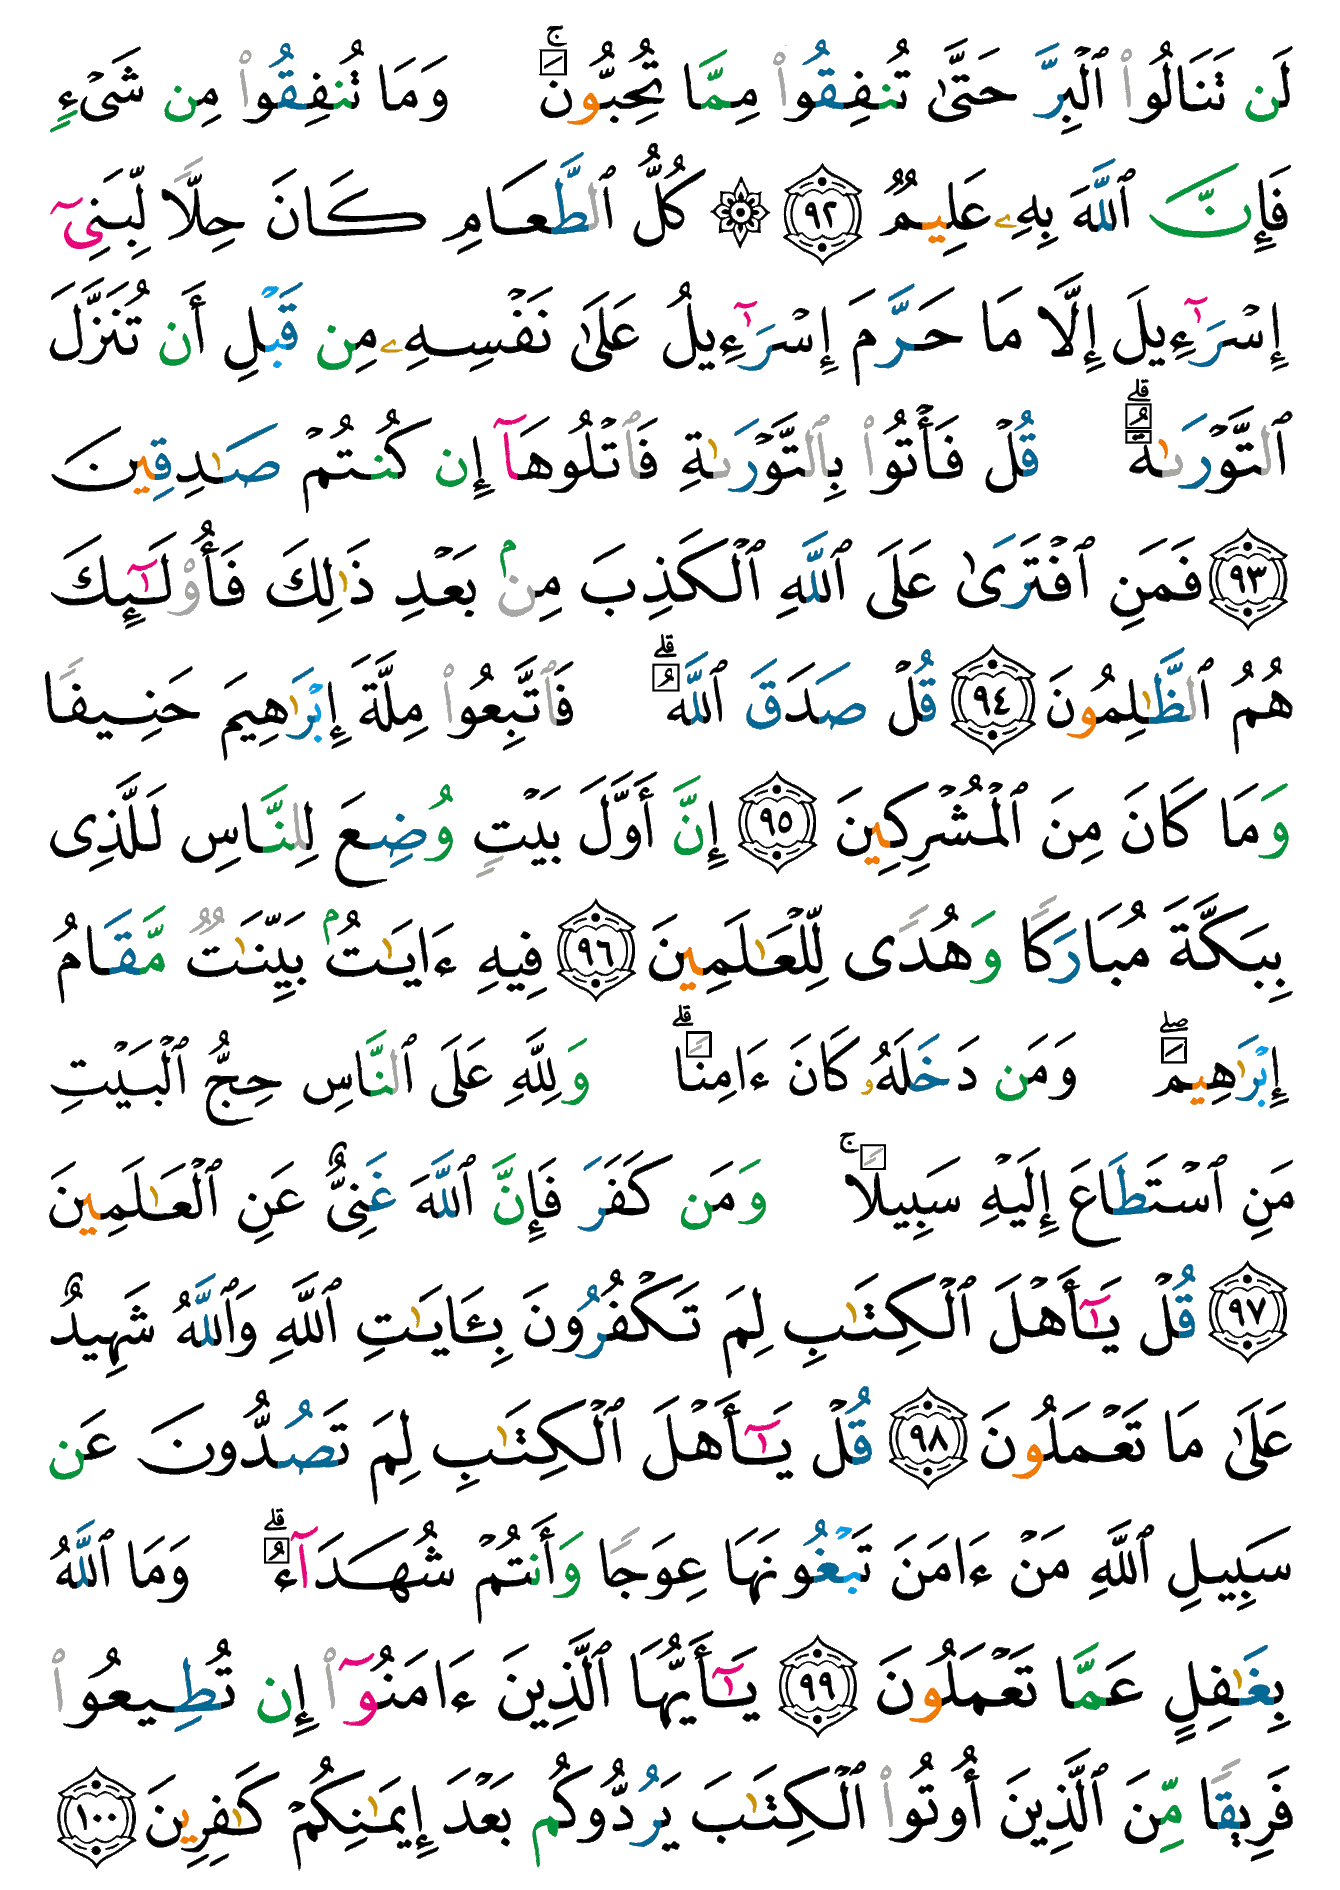 لَن تَنَالُوا۟ ٱلْبِرَّ حَتَّىٰ تُنفِقُوا۟ مِمَّا تُحِبُّونَ ۚ وَمَا تُنفِقُوا۟ مِن شَىْءٍ
فَإِنَّ ٱللَّهَ بِهِۦ عَلِيمٌ ﴿٩٢﴾ ۞ كُلُّ ٱلطَّعَامِ كَانَ حِلًّا لِّبَنِىٓ
إِسْرَٰٓءِيلَ إِلَّا مَا حَرَّمَ إِسْرَٰٓءِيلُ عَلَىٰ نَفْسِهِۦ مِن قَبْلِ أَن تُنَزَّلَ
ٱلتَّوْرَىٰةُ ۗ قُلْ فَأْتُوا۟ بِٱلتَّوْرَىٰةِ فَٱتْلُوهَآ إِن كُنتُمْ صَـٰدِقِينَ
﴿٩٣﴾ فَمَنِ ٱفْتَرَىٰ عَلَى ٱللَّهِ ٱلْكَذِبَ مِنۢ بَعْدِ ذَٰلِكَ فَأُو۟لَـٰٓئِكَ
هُمُ ٱلظَّـٰلِمُونَ ﴿٩٤﴾ قُلْ صَدَقَ ٱللَّهُ ۗ فَٱتَّبِعُوا۟ مِلَّةَ إِبْرَٰهِيمَ حَنِيفًا
وَمَا كَانَ مِنَ ٱلْمُشْرِكِينَ ﴿٩٥﴾ إِنَّ أَوَّلَ بَيْتٍ وُضِعَ لِلنَّاسِ لَلَّذِى
بِبَكَّةَ مُبَارَكًا وَهُدًى لِّلْعَـٰلَمِينَ ﴿٩٦﴾ فِيهِ ءَايَـٰتٌۢ بَيِّنَـٰتٌ مَّقَامُ
إِبْرَٰهِيمَ ۖ وَمَن دَخَلَهُۥ كَانَ ءَامِنًا ۗ وَلِلَّهِ عَلَى ٱلنَّاسِ حِجُّ ٱلْبَيْتِ
مَنِ ٱسْتَطَاعَ إِلَيْهِ سَبِيلًا ۚ وَمَن كَفَرَ فَإِنَّ ٱللَّهَ غَنِىٌّ عَنِ ٱلْعَـٰلَمِينَ
﴿٩٧﴾ قُلْ يَـٰٓأَهْلَ ٱلْكِتَـٰبِ لِمَ تَكْفُرُونَ بِـَٔايَـٰتِ ٱللَّهِ وَٱللَّهُ شَهِيدٌ
عَلَىٰ مَا تَعْمَلُونَ ﴿٩٨﴾ قُلْ يَـٰٓأَهْلَ ٱلْكِتَـٰبِ لِمَ تَصُدُّونَ عَن
سَبِيلِ ٱللَّهِ مَنْ ءَامَنَ تَبْغُونَهَا عِوَجًا وَأَنتُمْ شُهَدَآءُ ۗ وَمَا ٱللَّهُ
بِغَـٰفِلٍ عَمَّا تَعْمَلُونَ ﴿٩٩﴾ يَـٰٓأَيُّهَا ٱلَّذِينَ ءَامَنُوٓا۟ إِن تُطِيعُوا۟
فَرِيقًا مِّنَ ٱلَّذِينَ أُوتُوا۟ ٱلْكِتَـٰبَ يَرُدُّوكُم بَعْدَ إِيمَـٰنِكُمْ كَـٰفِرِينَ ﴿١٠٠﴾